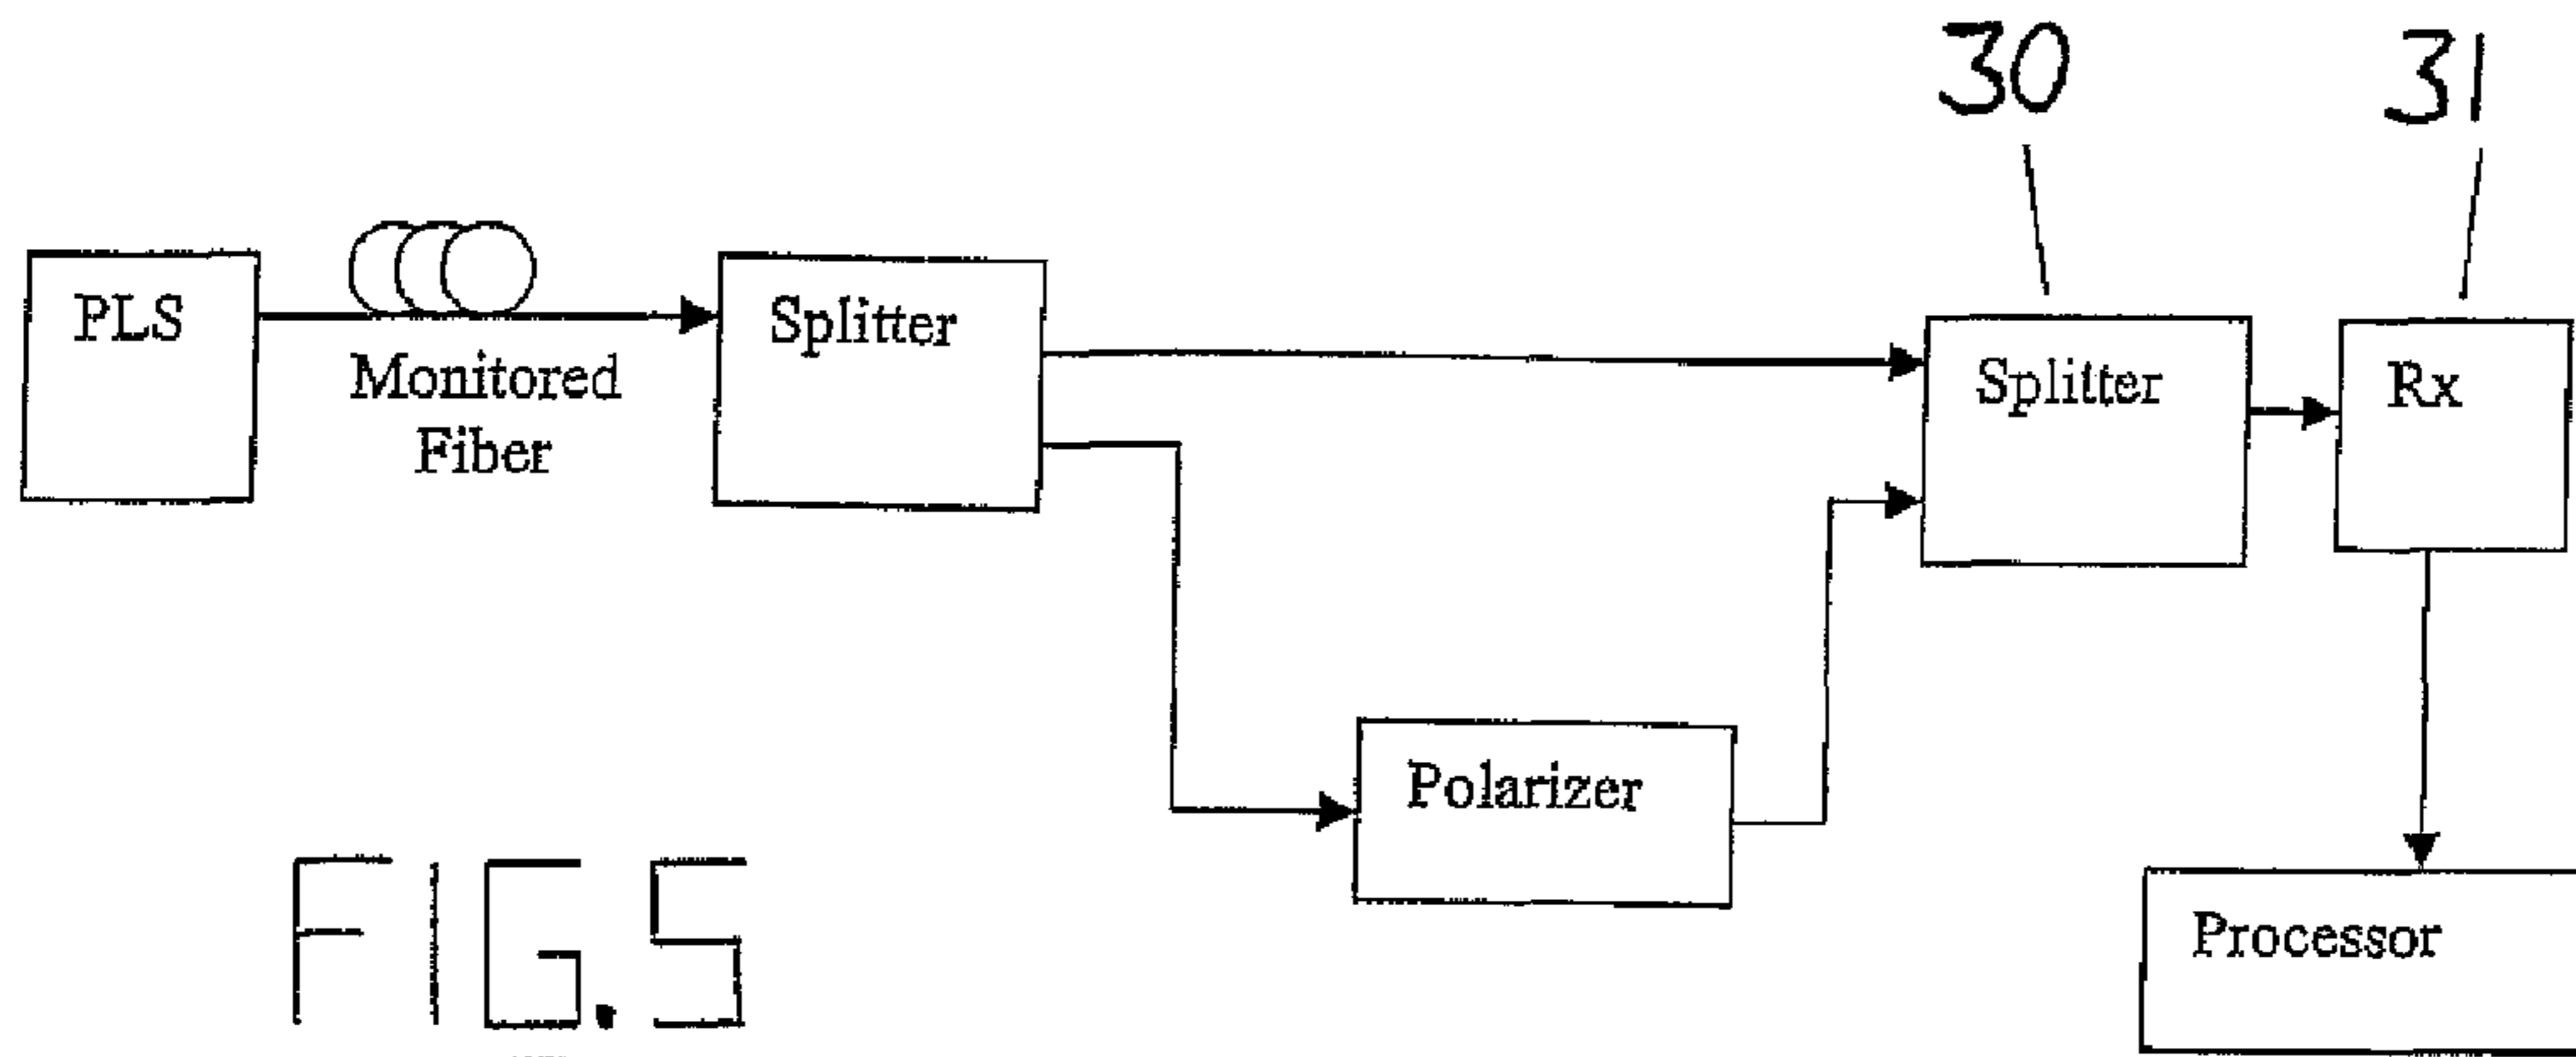 30
31
PLS
Splitter
Splitter
Rx
Monitored
Fiber
Polarizer
Processor
FIG.5